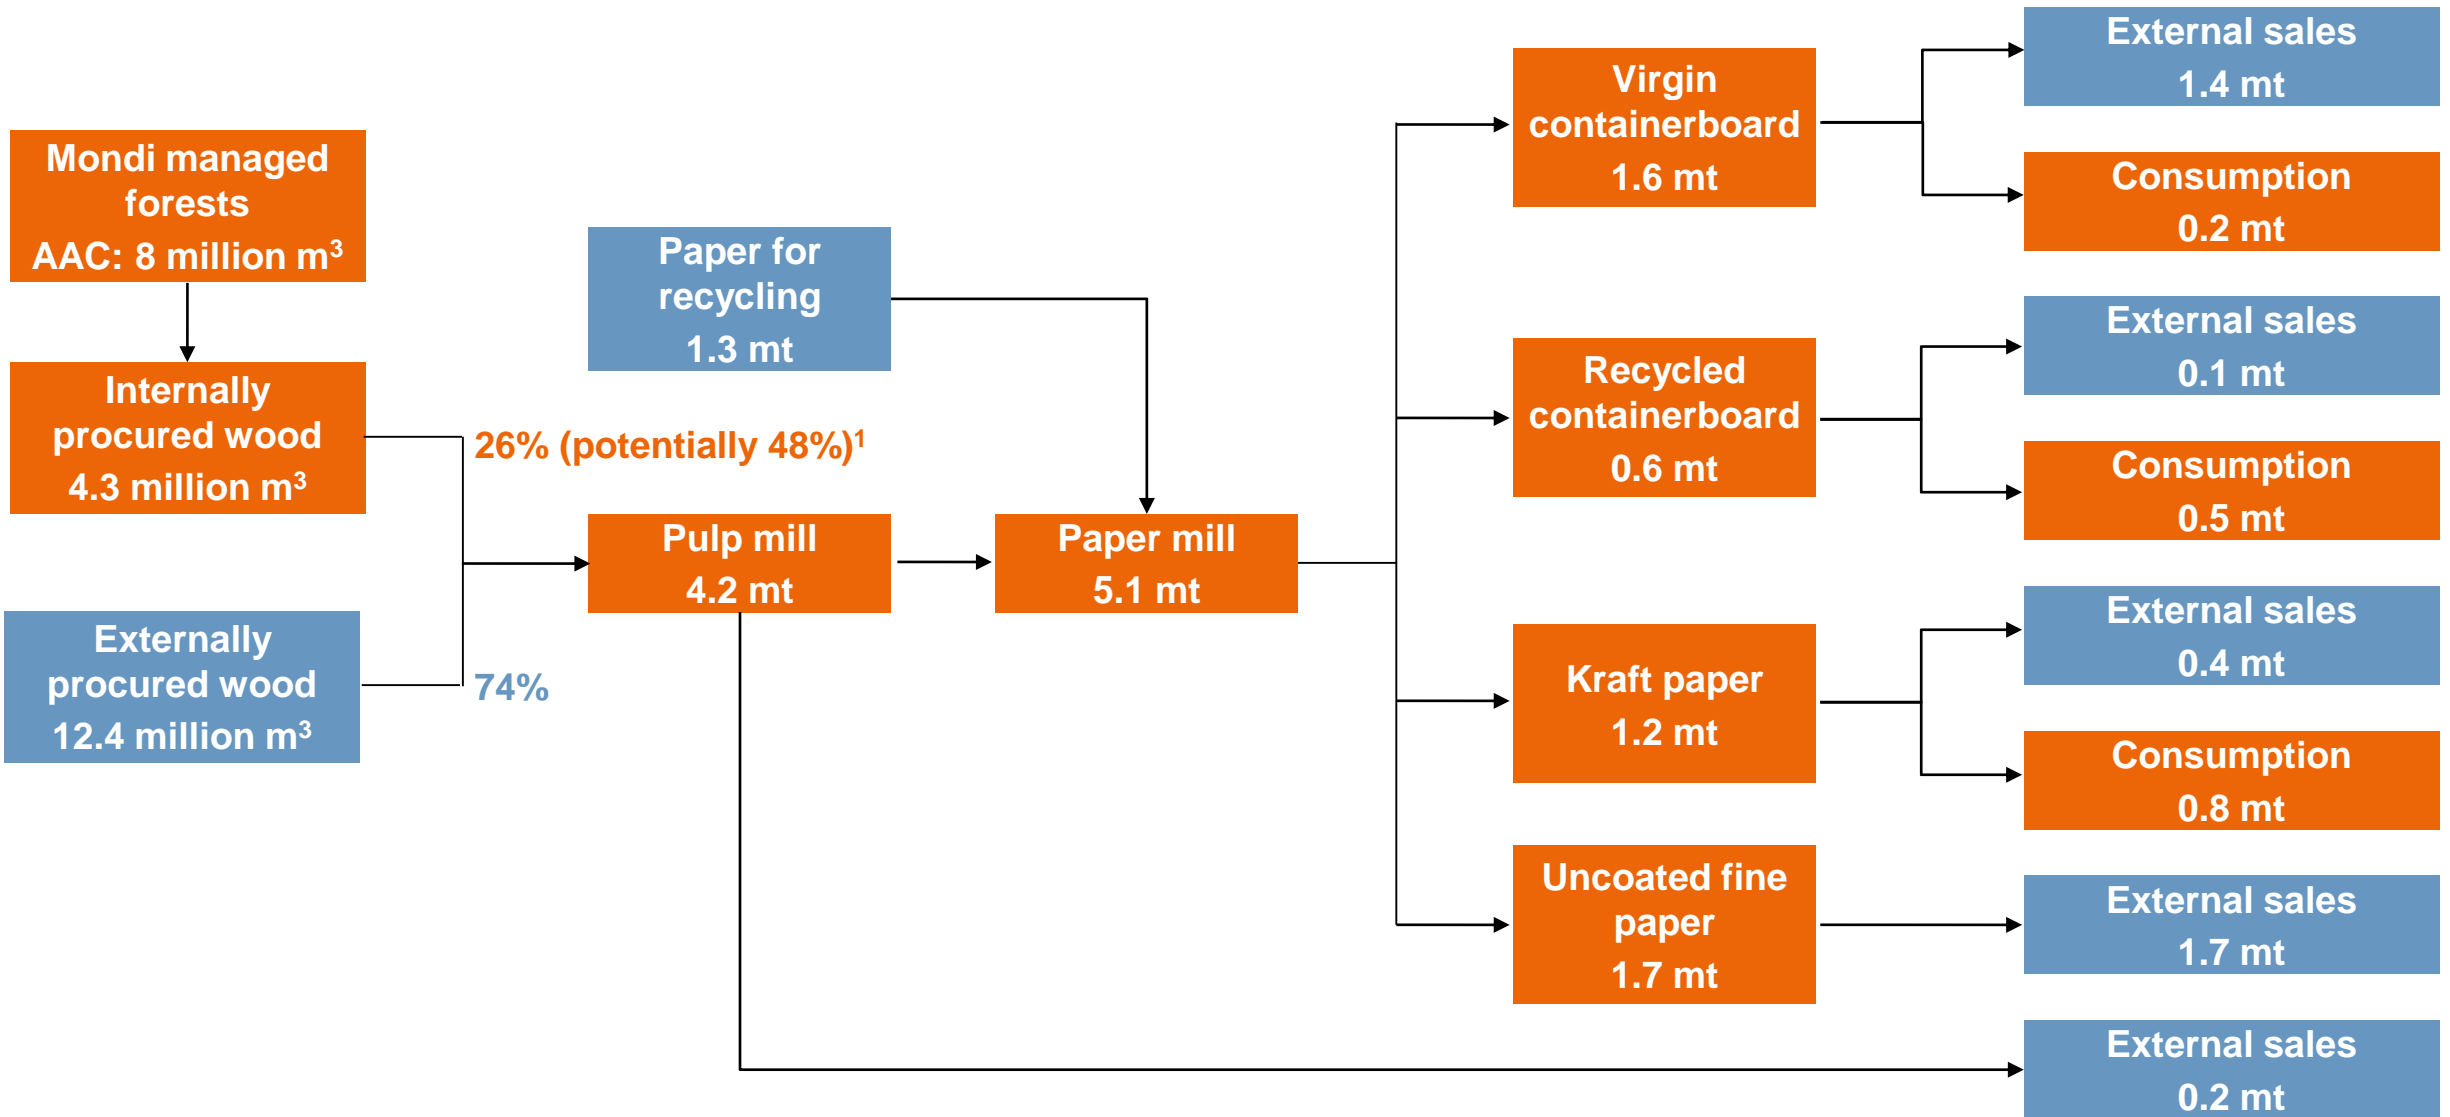 Mondi managed
forests
AAC: 8 million m³
Internally
procured wood
4.3 million m³
Externally
procured wood
12.4 million m³
26% (potentially 48%)¹
74%
Paper for
recycling
1.3 mt
Pulp mill
4.2 mt
Paper mill
5.1 mt
Virgin
containerboard
1.6 mt
Recycled
containerboard
0.6 mt
Kraft paper
1.2 mt
Uncoated fine
paper
1.7 mt
External sales
1.4 mt
Consumption
0.2 mt
External sales
0.1 mt
Consumption
0.5 mt
External sales
0.4 mt
Consumption
0.8 mt
External sales
1.7 mt
External sales
0.2 mt